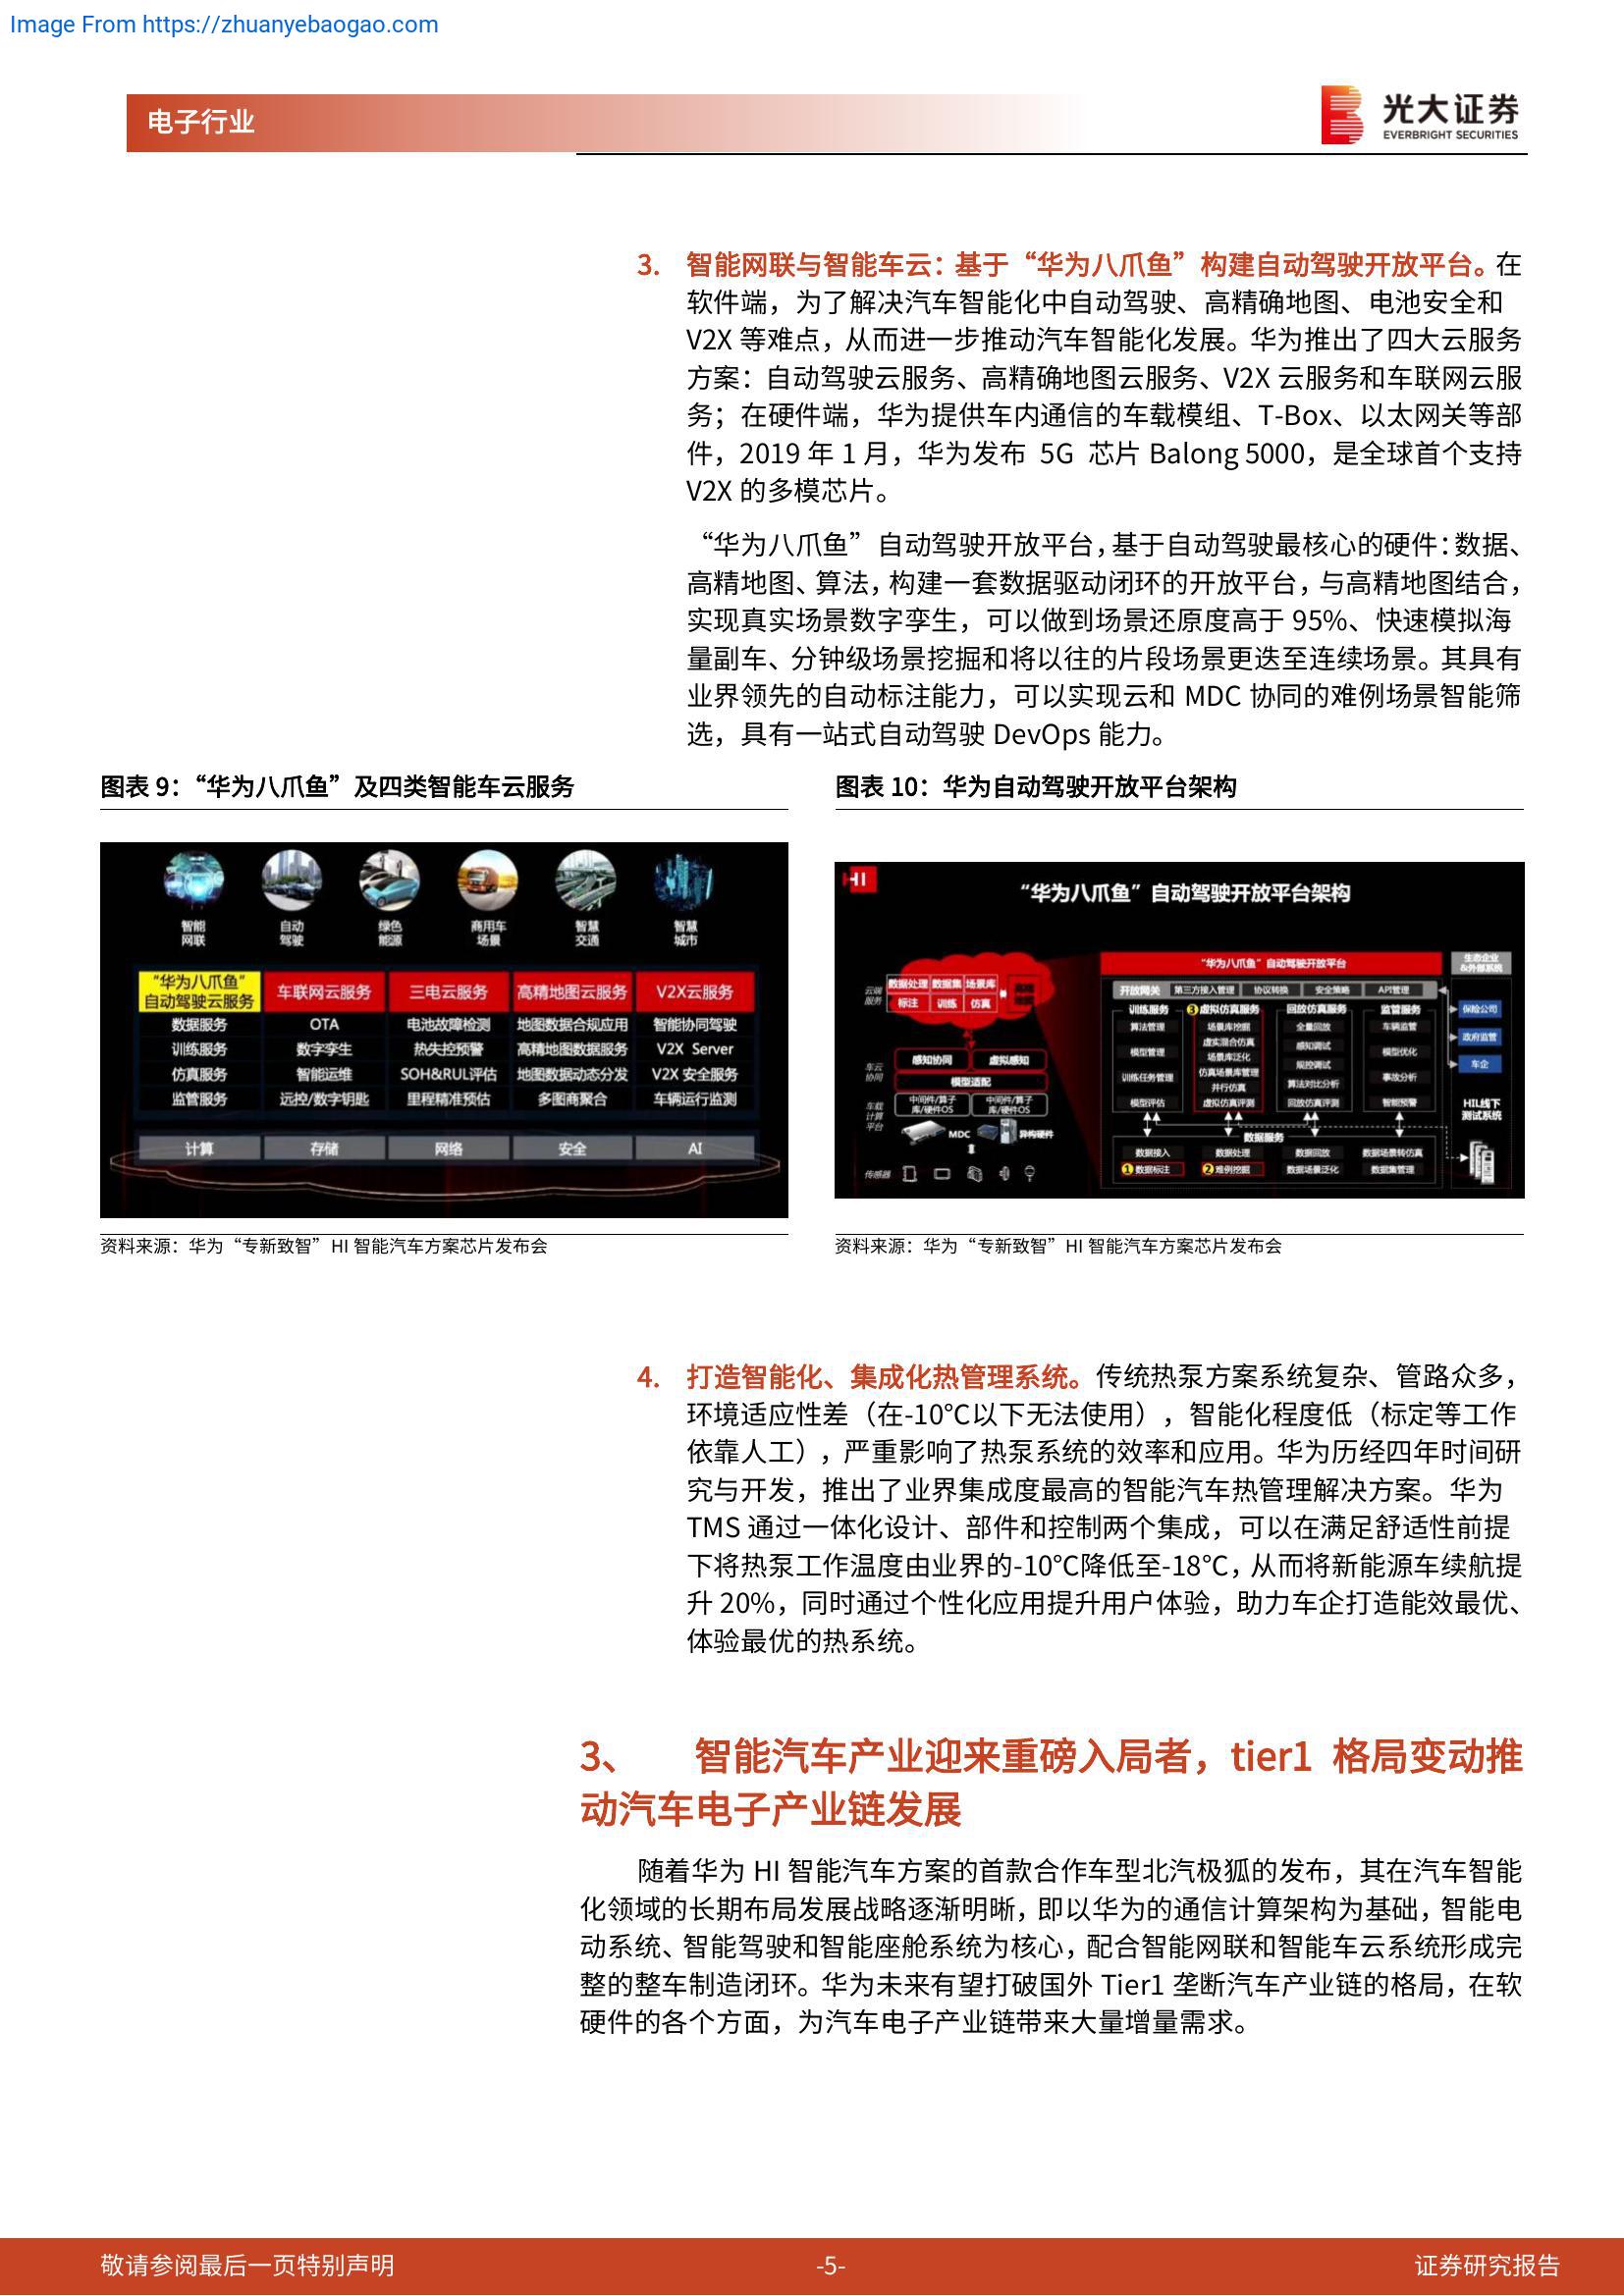 Image From https://zhuanyebaogao.com
电子行业
光大证券
EVERBRIGHT SECURITIES
3. 智能网联与智能车云：基于“华为八爪鱼”构建自动驾驶开放平台。在
软件端，为了解决汽车智能化中自动驾驶、高精确地图、电池安全和
V2X 等难点，从而进一步推动汽车智能化发展。华为推出了四大云服务
方案：自动驾驶云服务、高精确地图云服务、V2X 云服务和车联网云服
务；在硬件端，华为提供车内通信的车载模组、T-Box、以太网关等部
件，2019 年 1 月，华为发布 5G 芯片 Balong 5000，是全球首个支持
V2X 的多模芯片。
“华为八爪鱼”自动驾驶开放平台，基于自动驾驶最核心的硬件：数据、
高精地图、算法，构建一套数据驱动闭环的开放平台，与高精地图结合，
实现真实场景数字孪生，可以做到场景还原度高于 95%、快速模拟海
量副车、分钟级场景挖掘和将以往的片段场景更迭至连续场景。其具有
业界领先的自动标注能力，可以实现云和 MDC 协同的难例场景智能筛
选，具有一站式自动驾驶 DevOps 能力。
图表 9：“华为八爪鱼”及四类智能车云服务
智能 自动 绿色 商用车 智慧 智慧
网联 驾驶 能源 场景 交通 城市
“华为八爪鱼”
自动驾驶云服务 车联网云服务 三电云服务 高精地图云服务 V2X云服务
数据服务 OTA 电池故障检测 地图数据合规应用 智能协同驾驶
训练服务 数字孪生 热失控预警 高精地图数据服务 V2X Server
仿真服务 智能运维 SOH&RUL评估 地图数据动态分发 V2X 安全服务
监管服务 远控/数字钥匙 里程精准预估 多图商聚合 车辆运行监测
计算 存储 网络 安全 AI
资料来源：华为“专新致智”HI 智能汽车方案芯片发布会
图表 10：华为自动驾驶开放平台架构
HI
“华为八爪鱼”自动驾驶开放平台架构
云端
服务
数据处理 数据集 场景库
标注 训练 仿真
车云
协同
感知协同 虚拟感知
模型适配
车载
计算
平台
中间件/算子
库/硬件OS
中间件/算子
库/硬件OS
MDC 异构硬件
传感器
“华为八爪鱼”自动驾驶开放平台
开放网关 第三方接入管理 协议转换 安全策略 API管理
训练服务 3 虚拟仿真服务 回放仿真服务 监管服务
算法管理 场景库挖掘 全量回放 车辆监管
模型管理 虚实混合仿真 感知调试 模型优化
场景库泛化 规控调试
训练任务管理 仿真场景库管理 算法对比分析 事故分析
并行仿真
模型评估 虚拟仿真评测 回放仿真评测 智能预警
数据服务
数据接入 数据处理 数据回放 数据场景转仿真
1 数据标注 2 难例挖掘 数据场景泛化 数据集管理
生态企业
&外部系统
保险公司
政府监管
车企
HIL线下
测试系统
资料来源：华为“专新致智”HI 智能汽车方案芯片发布会
4. 打造智能化、集成化热管理系统。传统热泵方案系统复杂、管路众多，
环境适应性差（在-10℃以下无法使用），智能化程度低（标定等工作
依靠人工），严重影响了热泵系统的效率和应用。华为历经四年时间研
究与开发，推出了业界集成度最高的智能汽车热管理解决方案。华为
TMS 通过一体化设计、部件和控制两个集成，可以在满足舒适性前提
下将热泵工作温度由业界的-10℃降低至-18℃，从而将新能源车续航提
升 20%，同时通过个性化应用提升用户体验，助力车企打造能效最优、
体验最优的热系统。
3、 智能汽车产业迎来重磅入局者，tier1 格局变动推
动汽车电子产业链发展
随着华为 HI 智能汽车方案的首款合作车型北汽极狐的发布，其在汽车智能
化领域的长期布局发展战略逐渐明晰，即以华为的通信计算架构为基础，智能电
动系统、智能驾驶和智能座舱系统为核心，配合智能网联和智能车云系统形成完
整的整车制造闭环。华为未来有望打破国外 Tier1 垄断汽车产业链的格局，在软
硬件的各个方面，为汽车电子产业链带来大量增量需求。
敬请参阅最后一页特别声明
-5-
证券研究报告